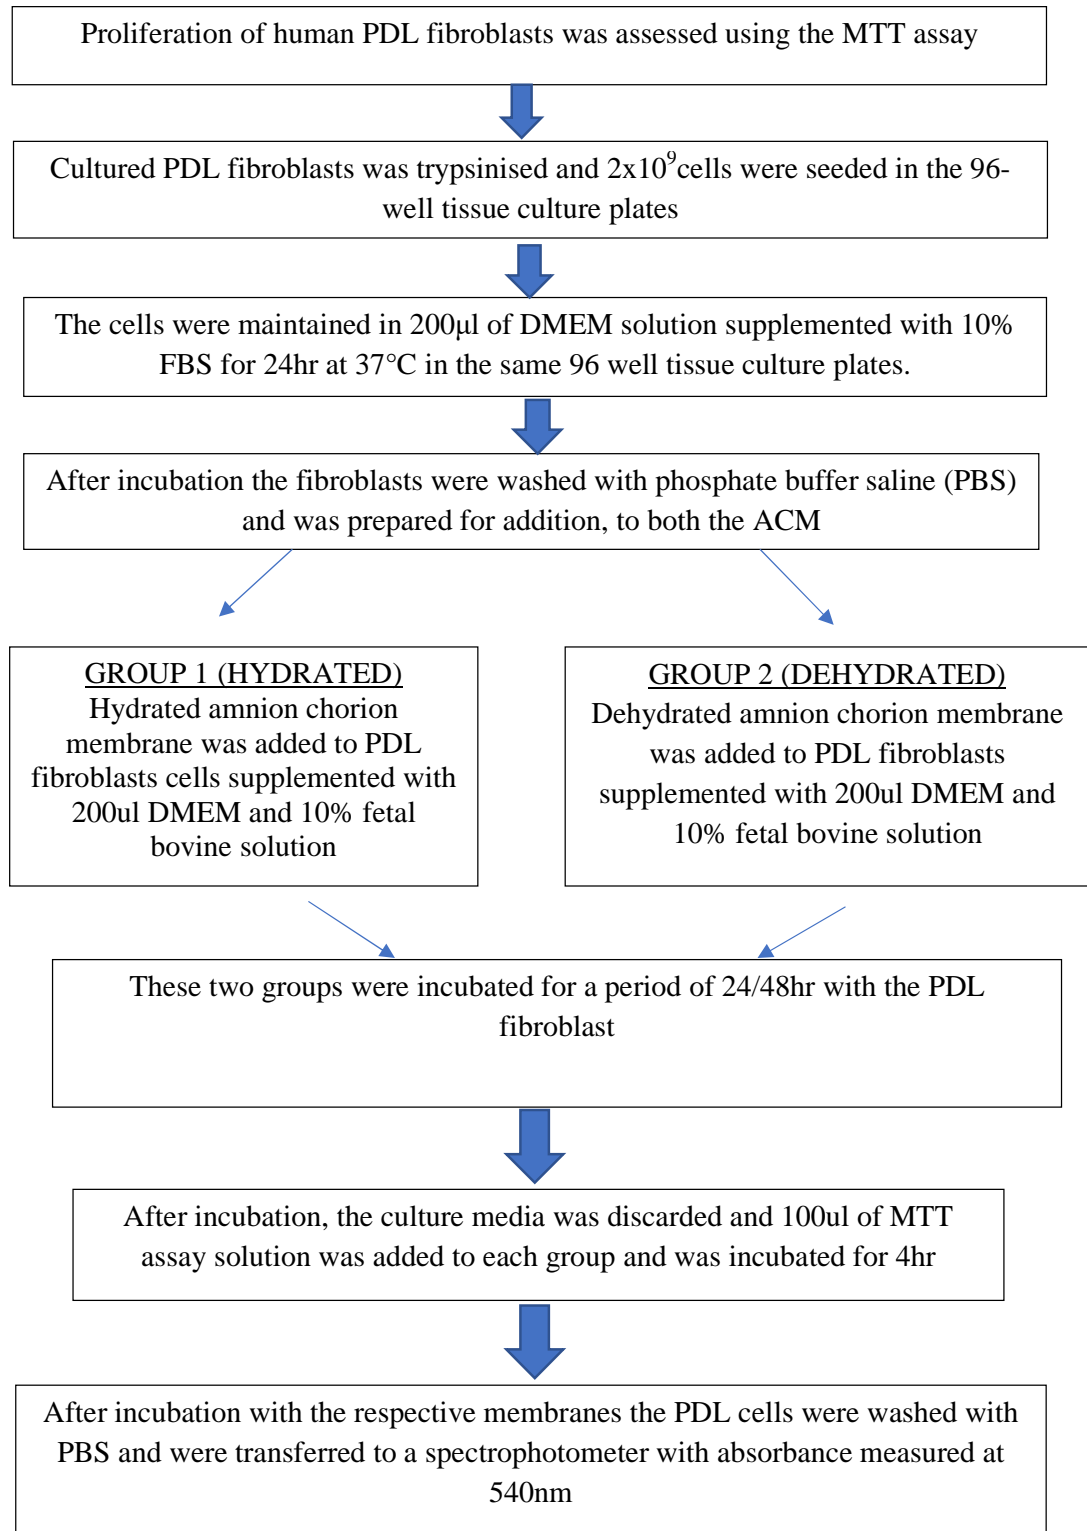 Proliferation of human PDL fibroblasts was assessed using the MTT assay
Cultured PDL fibroblasts was trypsinised and 2x10⁹cells were seeded in the 96-
well tissue culture plates
The cells were maintained in 200μl of DMEM solution supplemented with 10%
FBS for 24hr at 37°C in the same 96 well tissue culture plates.
After incubation the fibroblasts were washed with phosphate buffer saline (PBS)
and was prepared for addition, to both the ACM
GROUP 1 (HYDRATED)
Hydrated amnion chorion
membrane was added to PDL
fibroblasts cells supplemented with
200ul DMEM and 10% fetal
bovine solution
GROUP 2 (DEHYDRATED)
Dehydrated amnion chorion membrane
was added to PDL fibroblasts
supplemented with 200ul DMEM and
10% fetal bovine solution
These two groups were incubated for a period of 24/48hr with the PDL
fibroblast
After incubation, the culture media was discarded and 100ul of MTT
assay solution was added to each group and was incubated for 4hr
After incubation with the respective membranes the PDL cells were washed with
PBS and were transferred to a spectrophotometer with absorbance measured at
540nm